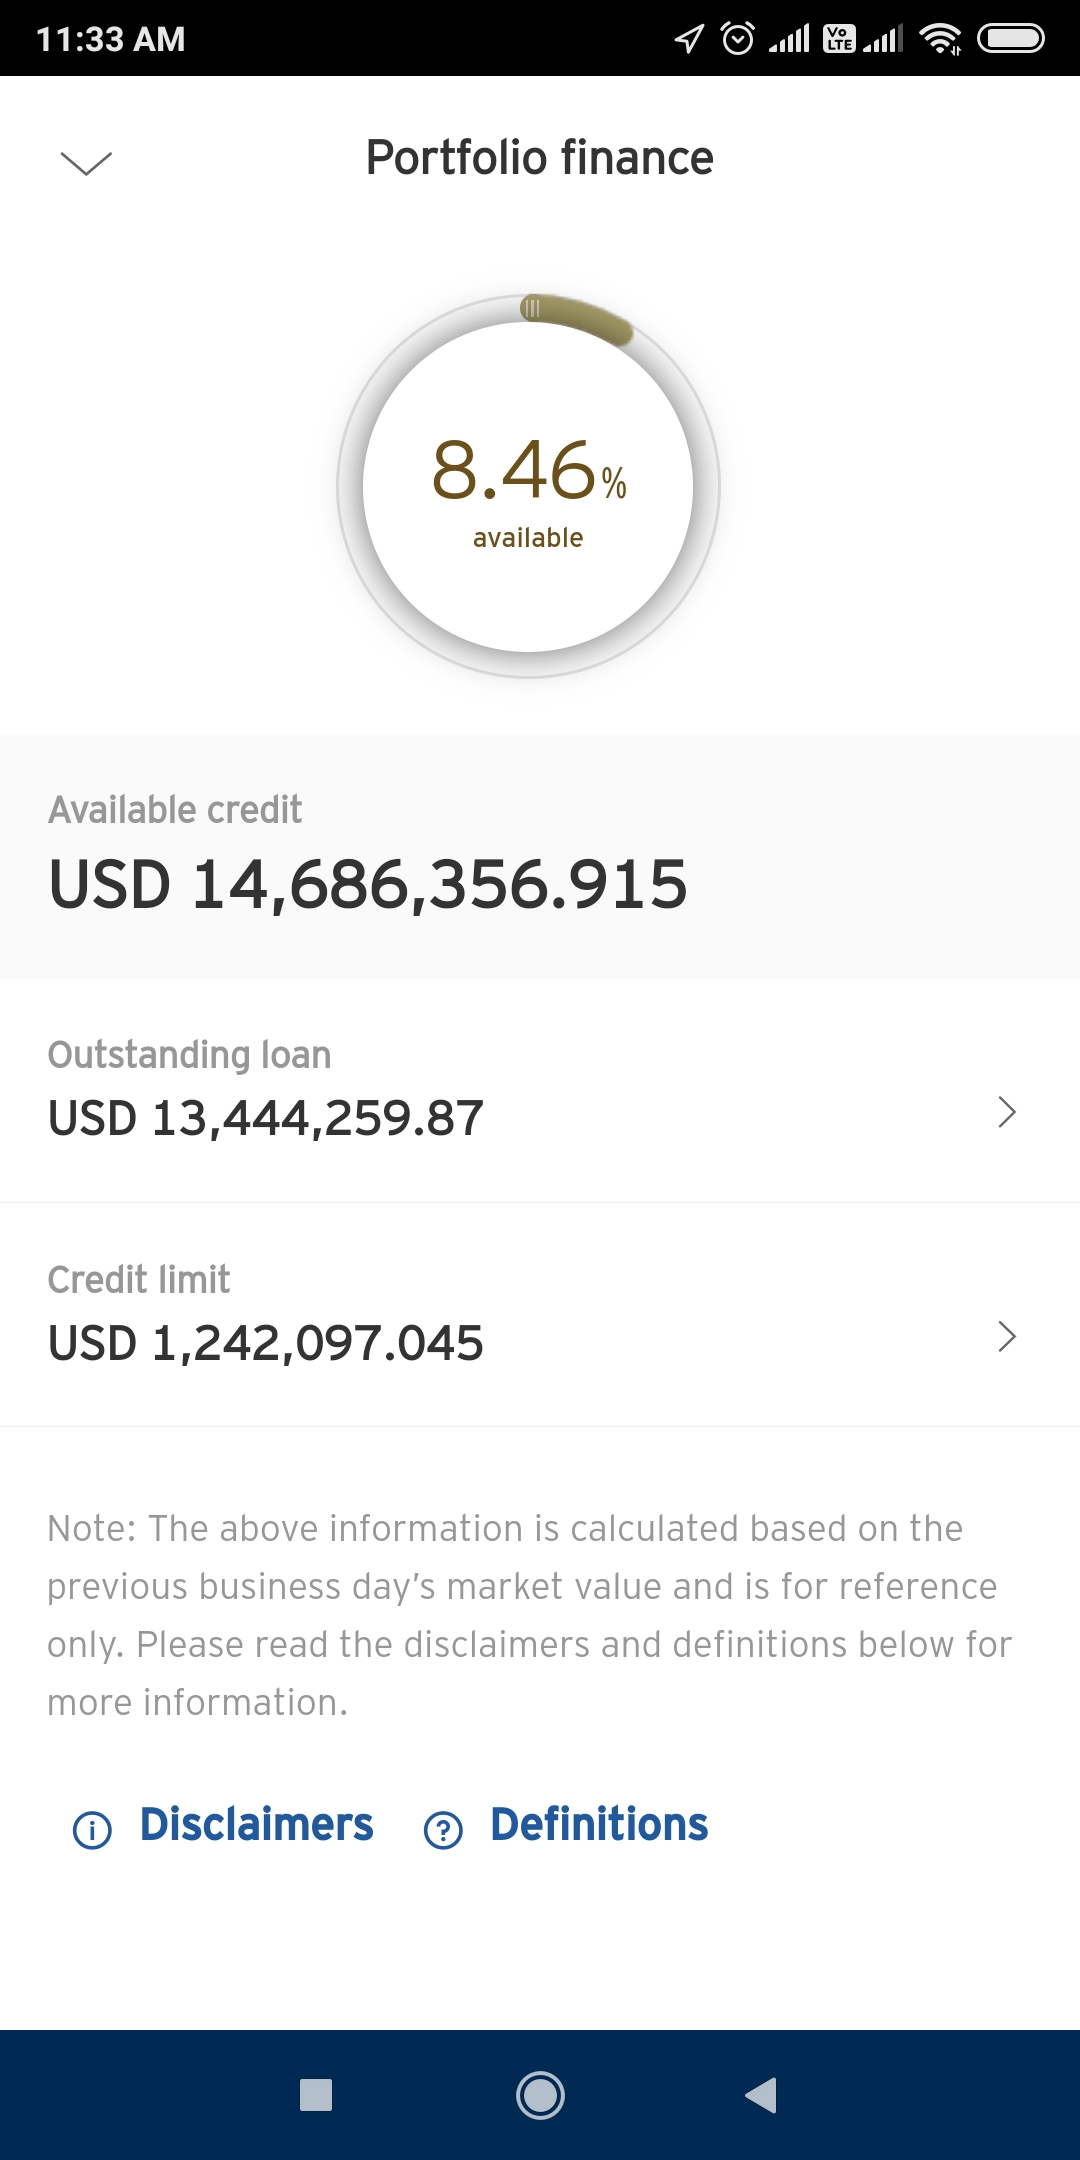 11:33 AM
Vo
LTE
Portfolio finance
8.46%
available
Available credit
USD 14,686,356.915
Outstanding loan
USD 13,444,259.87
Credit limit
USD 1,242,097.045
Note: The above information is calculated based on the
previous business day's market value and is for reference
only. Please read the disclaimers and definitions below for
more information.
Disclaimers Definitions